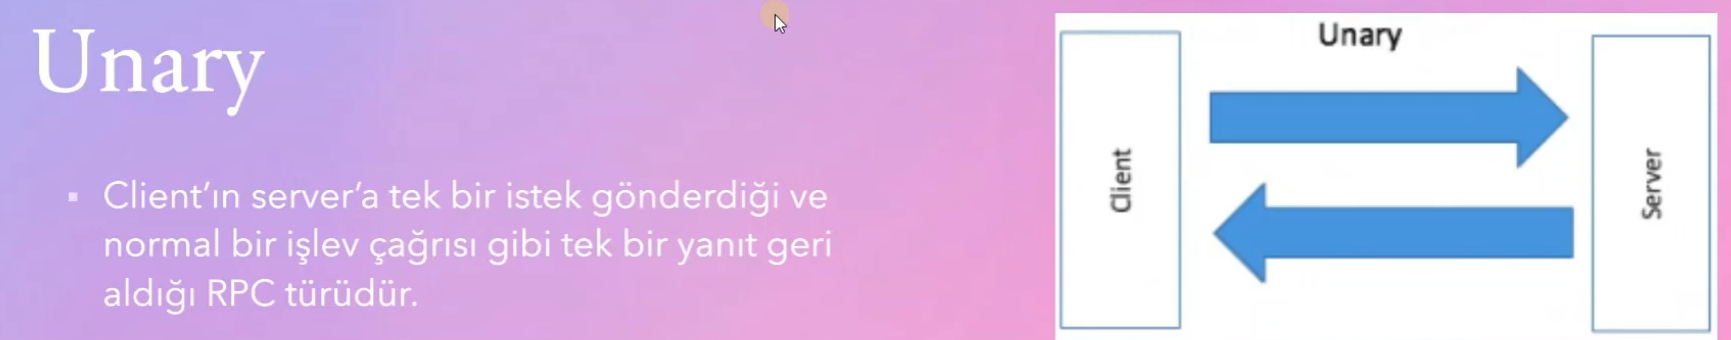 Unary
Client’ın server’a tek bir istek gönderdiği ve
normal bir işlev çağrısı gibi tek bir yanıt geri
aldığı RPC türüdür.
Unary
Client
Server